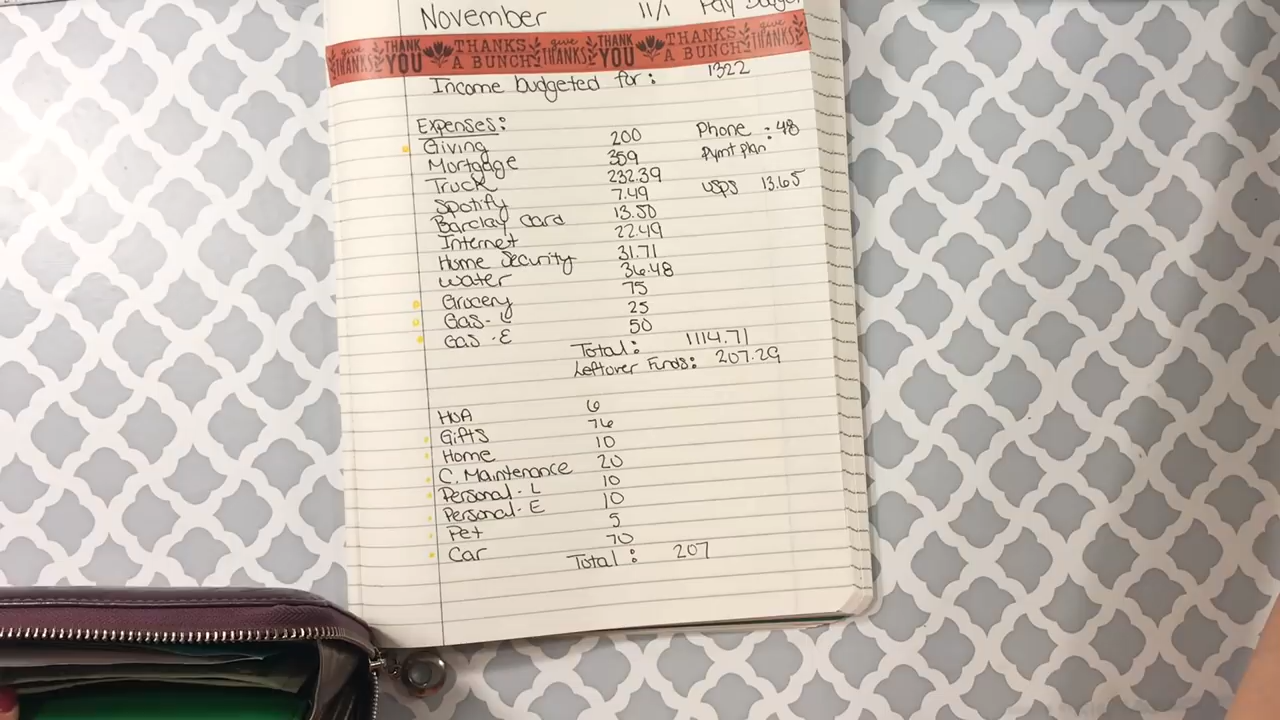 November 11/1 Pay Budget
give THANKS THANK YOU THANKS A BUNCH give THANKS THANK YOU THANKS A BUNCH give THANKS
Income budgeted for: 1322
Expenses:
Giving 200 Phone : 48
Mortgage 359 Pymt plan
Truck 232.39
Spotify 7.49 USPS 13.65
Barclay Card 13.50
Internet 22.49
Home Security 31.71
Water 36.48
Grocery 75
Gas - L 25
Gas - E 50
Total: 1114.71
Leftover Funds: 207.29
HOA 6
Gifts 76
Home 10
C. Maintenance 20
Personal - L 10
Personal - E 10
Pet 5
Car 70
Total: 207